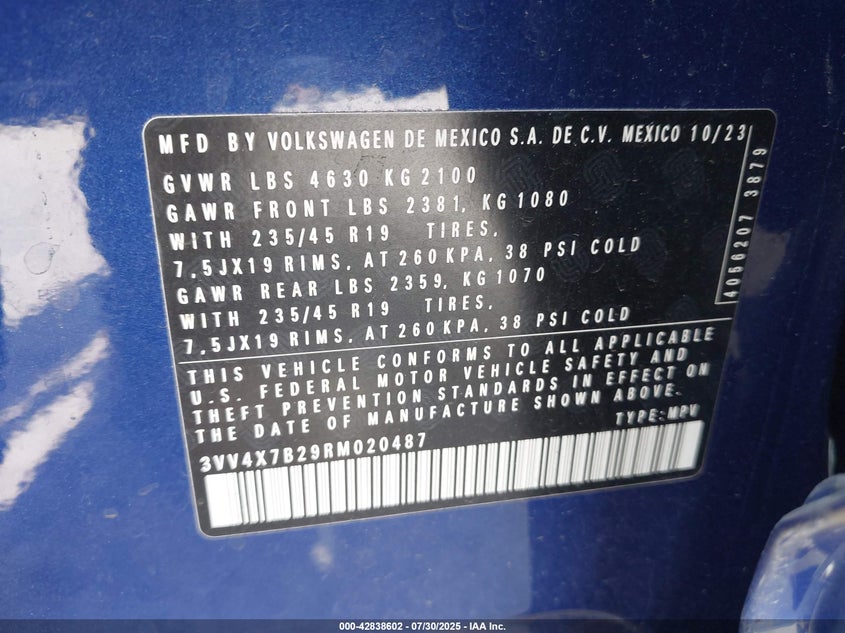 MFD BY VOLKSWAGEN DE MEXICO S.A. DE C.V. MEXICO 10/23
GVWR LBS 4630 KG 2100
GAWR FRONT LBS 2381, KG 1080
WITH 235/45 R19 TIRES,
7,5JX19 RIMS, AT 260 KPA, 38 PSI COLD
GAWR REAR LBS 2359, KG 1070
WITH 235/45 R19 TIRES,
7,5JX19 RIMS, AT 260 KPA, 38 PSI COLD
4056207 3879
THIS VEHICLE CONFORMS TO ALL APPLICABLE
U.S. FEDERAL MOTOR VEHICLE SAFETY AND
THEFT PREVENTION STANDARDS IN EFFECT ON
THE DATE OF MANUFACTURE SHOWN ABOVE.
TYPE: MPV
3VV4X7B29RM020487
000-42838602 - 07/30/2025 - IAA Inc.